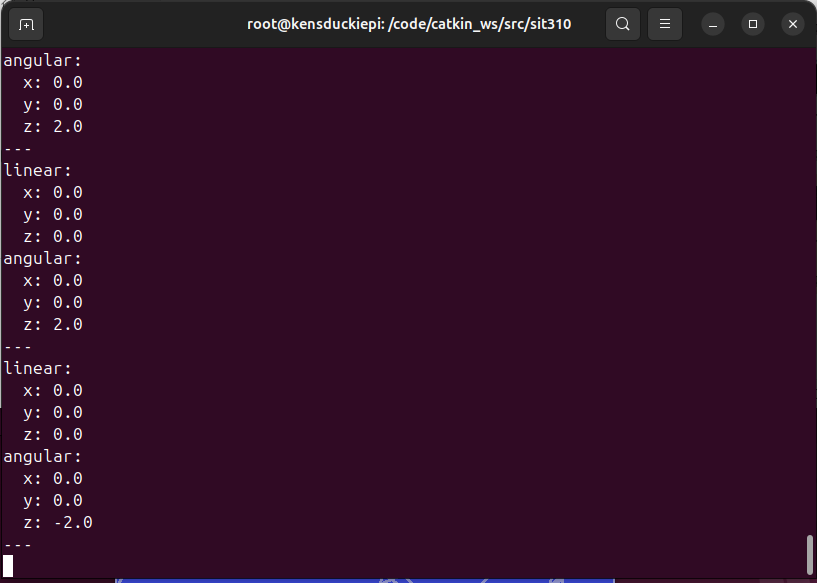 root@kensduckiepi: /code/catkin_ws/src/sit310
angular:
  x: 0.0
  y: 0.0
  z: 2.0
---
linear:
  x: 0.0
  y: 0.0
  z: 0.0
angular:
  x: 0.0
  y: 0.0
  z: 2.0
---
linear:
  x: 0.0
  y: 0.0
  z: 0.0
angular:
  x: 0.0
  y: 0.0
  z: -2.0
---